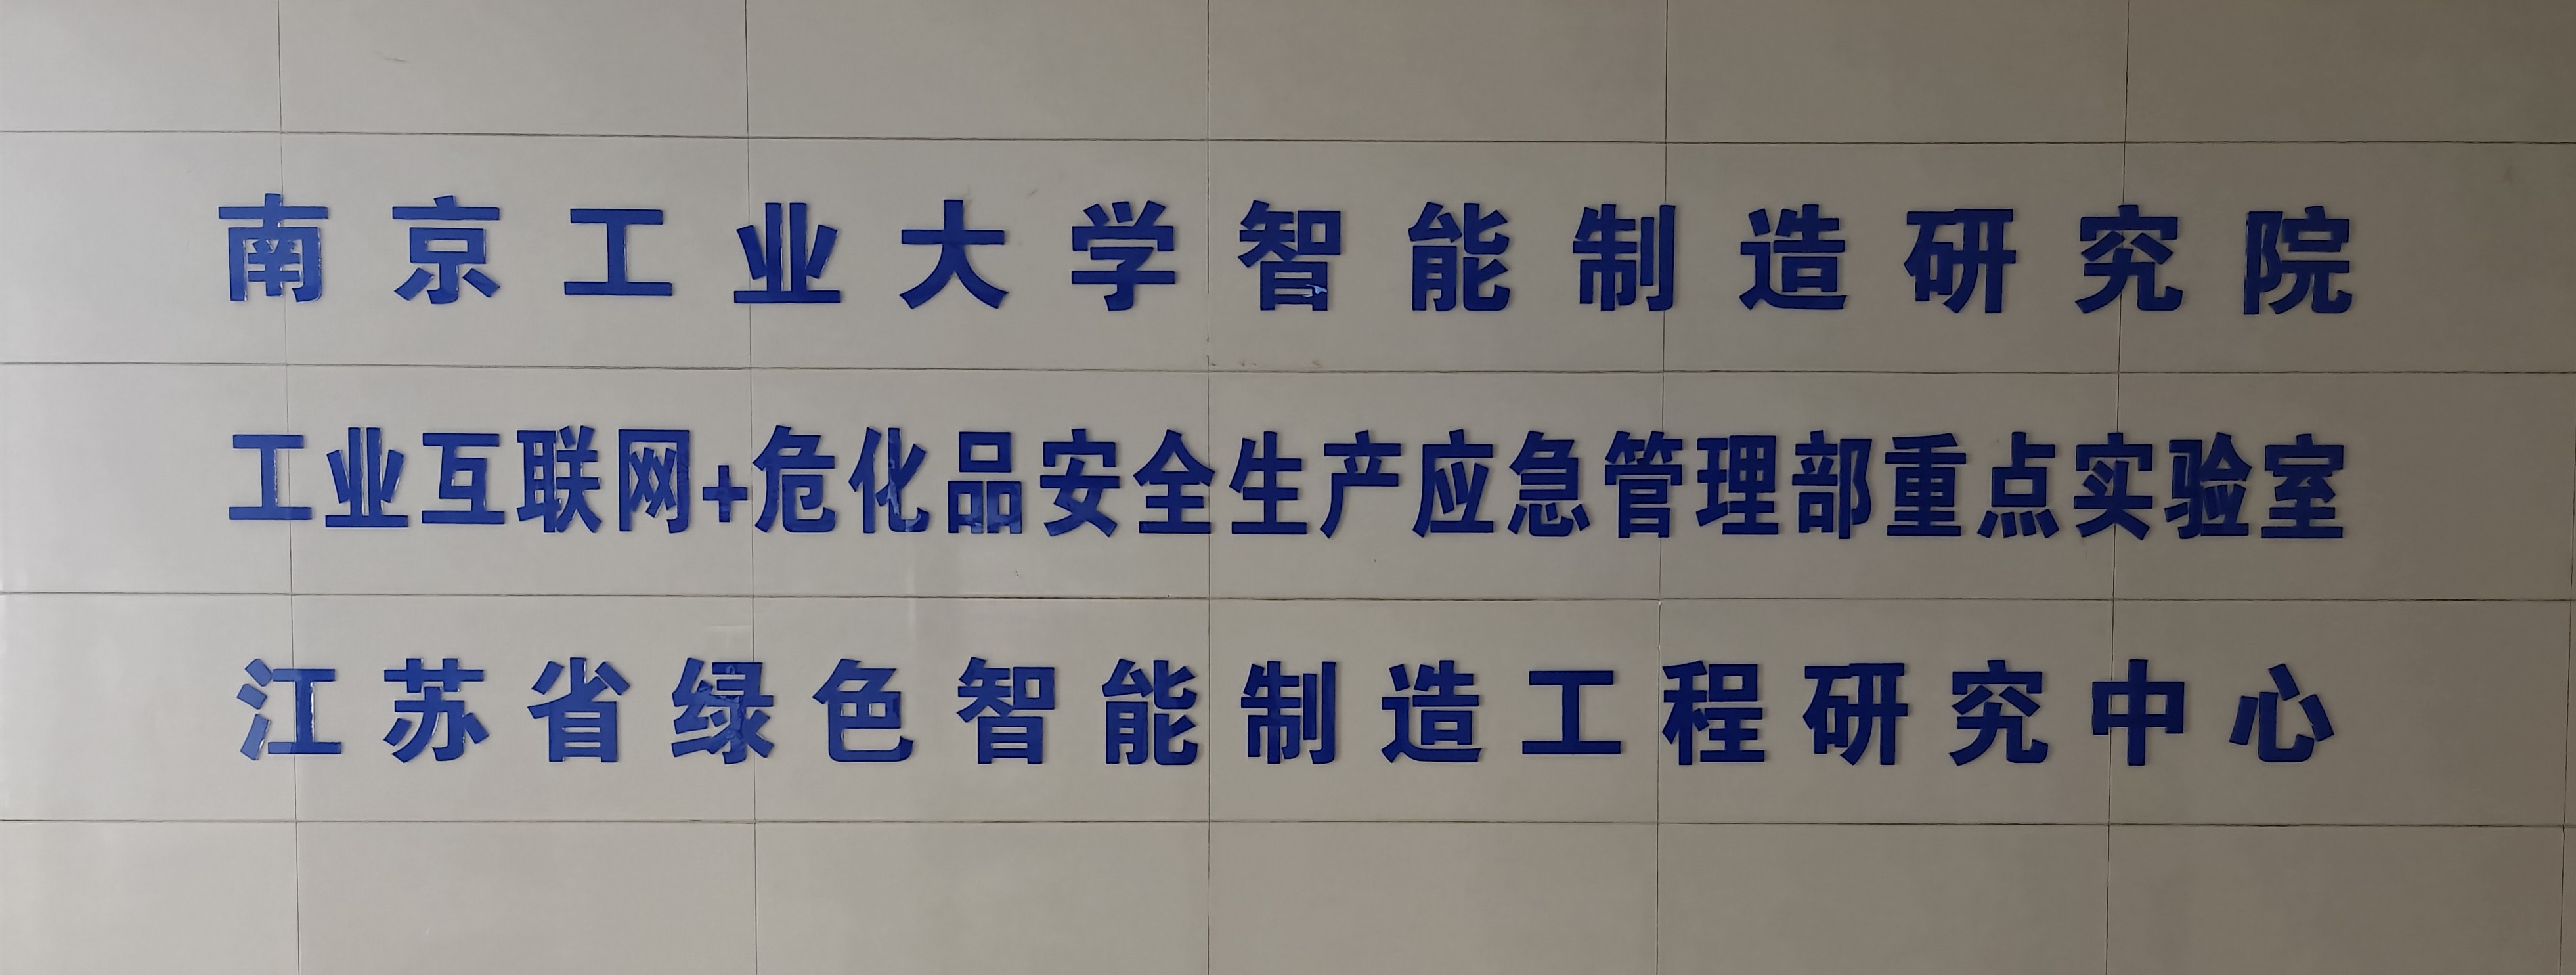 南京工业大学智能制造研究院
工业互联网+危化品安全生产应急管理部重点实验室
江苏省绿色智能制造工程研究中心